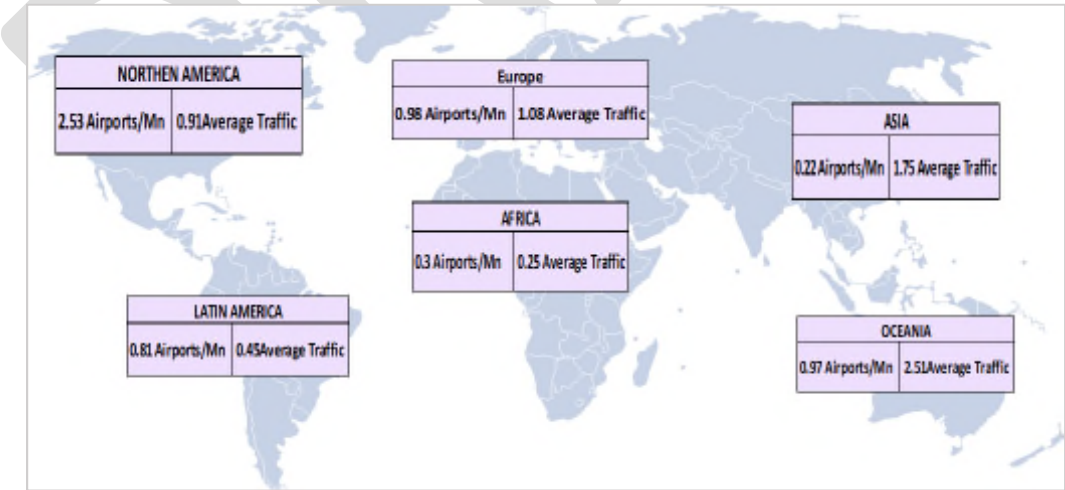 NORTHEN AMERICA
2.53 Airports/Mn 0.91Average Traffic
Europe
0.98 Airports/Mn 1.08 Average Traffic
ASIA
0.22 Airports/Mn 1.75 Average Traffic
AFRICA
0.3 Airports/Mn 0.25 Average Traffic
LATIN AMERICA
0.81 Airports/Mn 0.45Average Traffic
OCEANIA
0.97 Airports/Mn 2.51Average Traffic